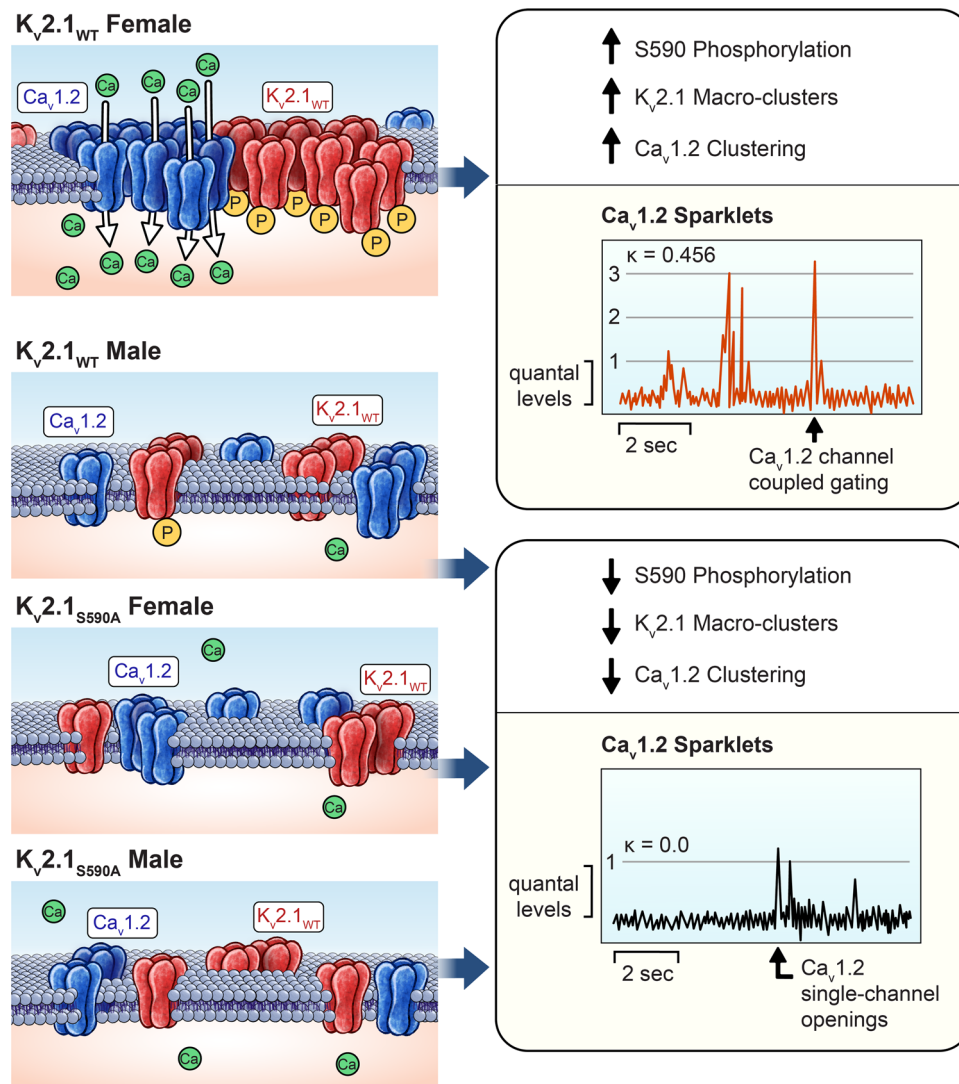 Kv2.1WT Female
Cav1.2
Kv2.1WT
Ca
Ca
Ca
Ca
Ca
Ca
Ca
Ca
Ca
Ca
P
P
P
P
P
P
↑ S590 Phosphorylation
↑ Kv2.1 Macro-clusters
↑ Cav1.2 Clustering
Cav1.2 Sparklets
κ = 0.456
3
2
1
quantal
levels
2 sec
Cav1.2 channel
coupled gating
Kv2.1WT Male
Cav1.2
Kv2.1WT
P
Ca
Kv2.1S590A Female
Ca
Cav1.2
Kv2.1WT
Ca
Kv2.1S590A Male
Ca
Cav1.2
Kv2.1WT
Ca
Ca
↓ S590 Phosphorylation
↓ Kv2.1 Macro-clusters
↓ Cav1.2 Clustering
Cav1.2 Sparklets
κ = 0.0
1
quantal
levels
2 sec
Cav1.2
single-channel
openings